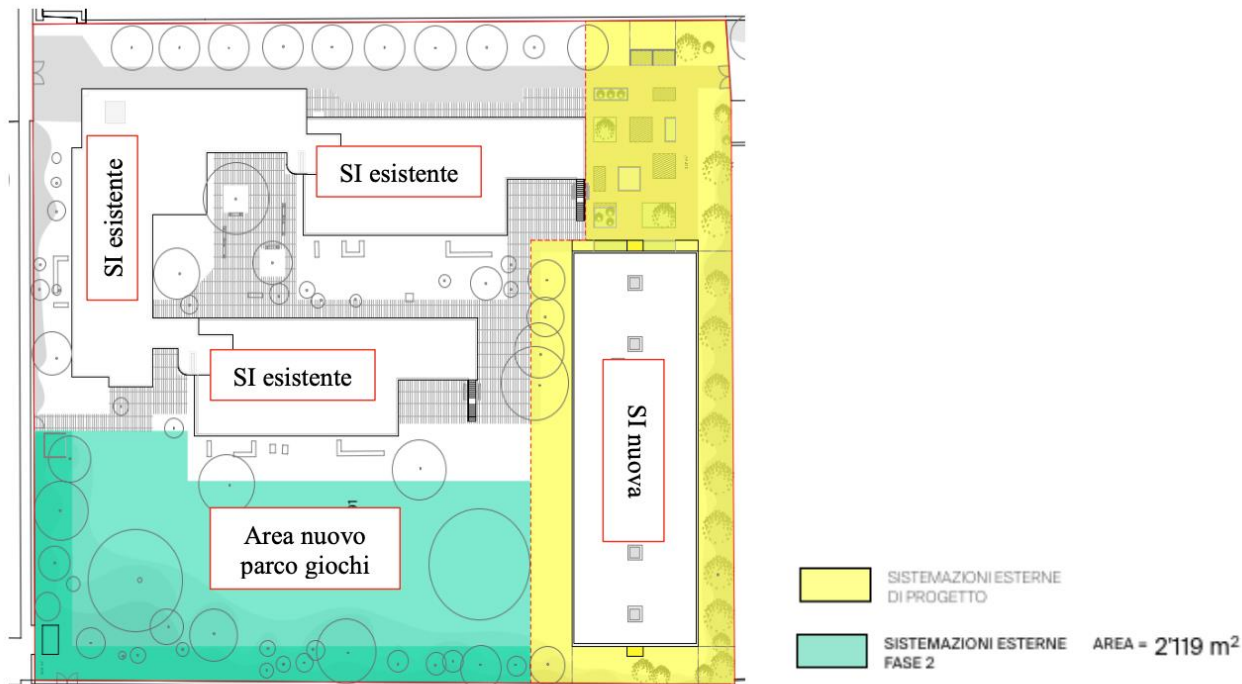 SI esistente
SI esistente
SI esistente
SI nuova
Area nuovo
parco giochi
SISTEMAZIONI ESTERNE
DI PROGETTO
SISTEMAZIONI ESTERNE
FASE 2
AREA = 2'119 m²